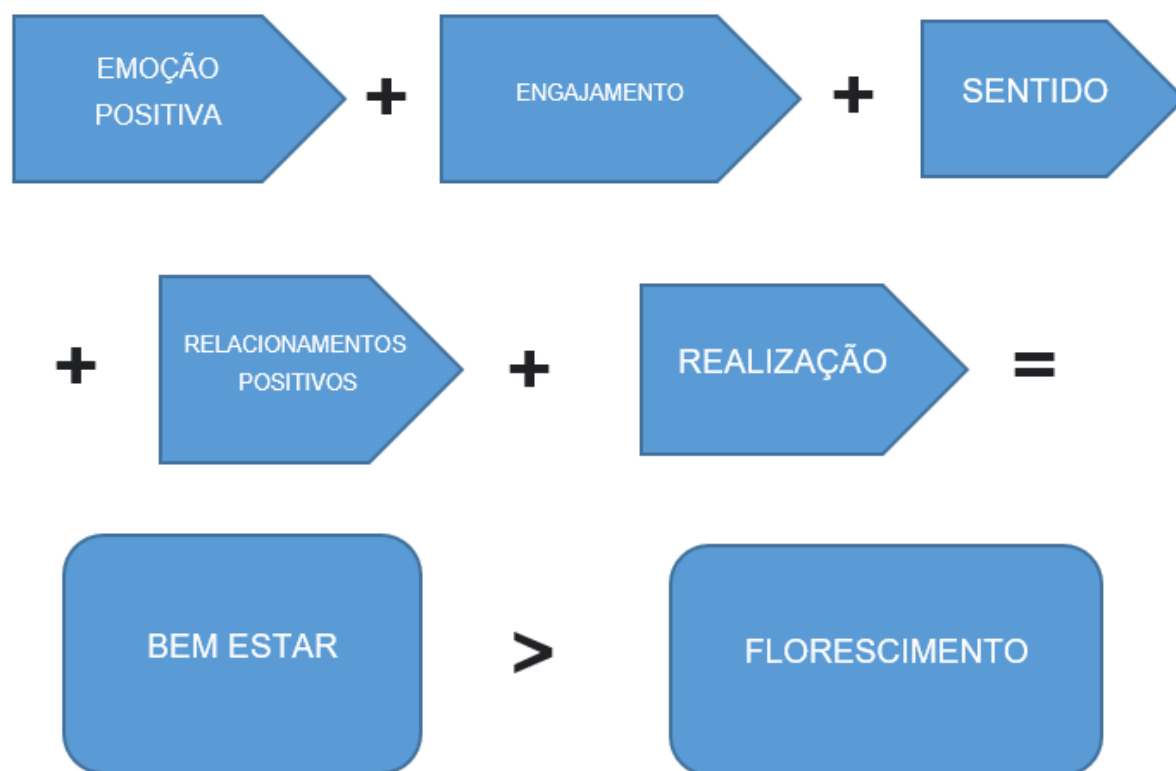 EMOÇÃO
POSITIVA
+
ENGAJAMENTO
+
SENTIDO
+
RELACIONAMENTOS
POSITIVOS
+
REALIZAÇÃO
=
BEM ESTAR
>
FLORESCIMENTO